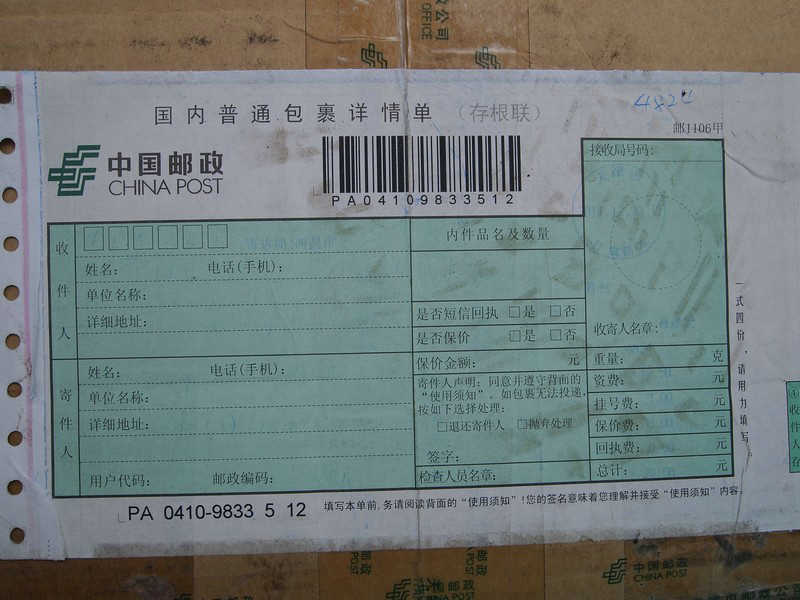 国内普通包裹详情单（存根联）
4824
邮1106甲
中国邮政
CHINA POST
PA04109833512
接收局号码：
收件人
姓名： 电话(手机)：
单位名称：
详细地址：
内件品名及数量
是否短信回执 □是 □否
是否保价 □是 □否
收寄人名章：
寄件人
姓名： 电话(手机)：
单位名称：
详细地址：
用户代码： 邮政编码：
保价金额： 元
寄件人声明：同意并遵守背面的
“使用须知”，如包裹无法投递，
按如下选择处理：
□退还寄件人 □抛弃处理
签字：
检查人员名章：
重量： 克
资费： 元
挂号费： 元
保价费： 元
回执费： 元
总计： 元
一式四份，请用力填写
PA 0410-9833 5 12
填写本单前,务请阅读背面的“使用须知”!您的签名意味着您理解并接受“使用须知”内容。
中国邮政
CHINA POST